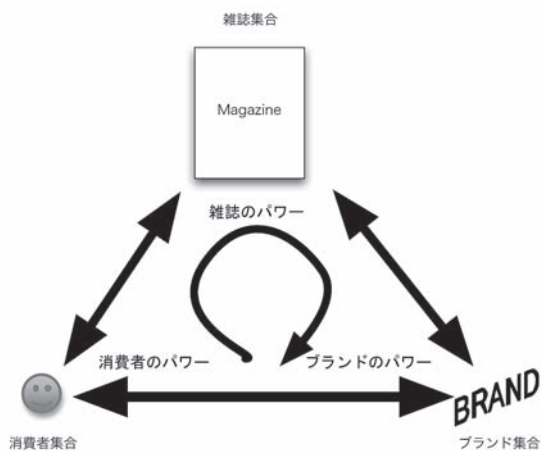 雑誌集合
Magazine
雑誌のパワー
消費者のパワー
ブランドのパワー
BRAND
消費者集合
ブランド集合